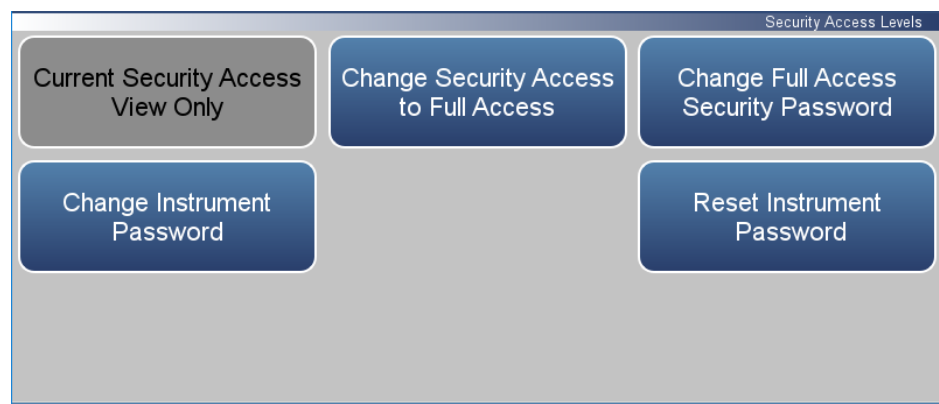 Security Access Levels
Current Security Access
View Only
Change Security Access
to Full Access
Change Full Access
Security Password
Change Instrument
Password
Reset Instrument
Password